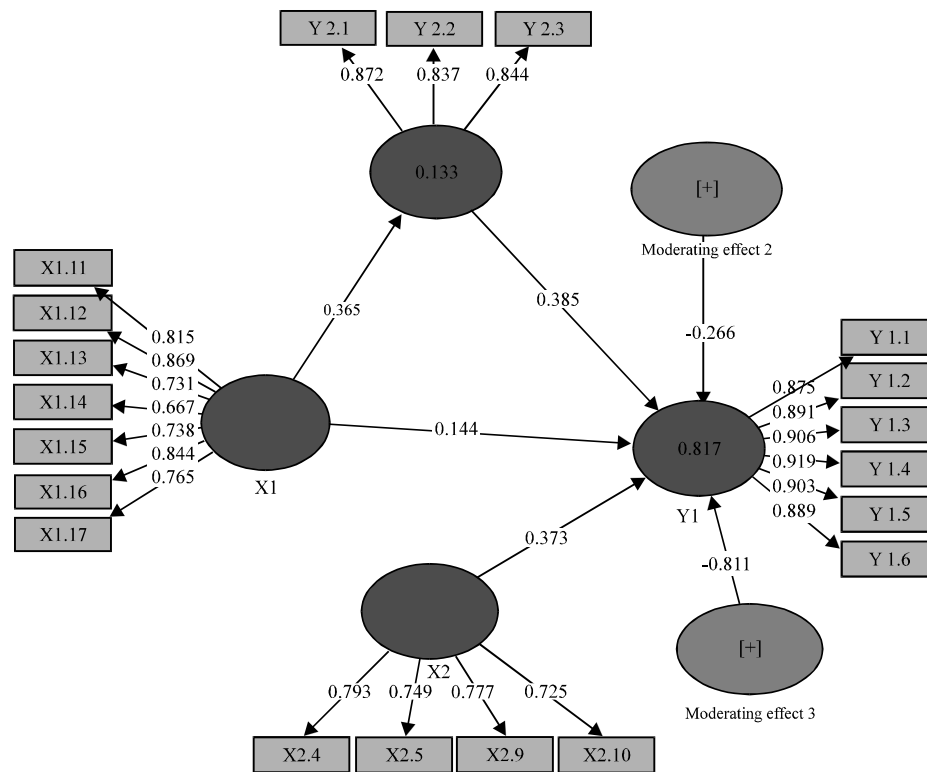 Y 2.1 Y 2.2 Y 2.3
0.872 0.837 0.844
0.133
[+]
Moderating effect 2
X1.11
X1.12
X1.13
X1.14
X1.15
X1.16
X1.17
0.815
0.869
0.731
0.667
0.738
0.844
0.765
X1
0.365
0.385
-0.266
0.144
0.817
Y1
0.875
0.891
0.906
0.919
0.903
0.889
Y 1.1
Y 1.2
Y 1.3
Y 1.4
Y 1.5
Y 1.6
0.373
-0.811
X2
[+]
Moderating effect 3
0.793 0.749 0.777 0.725
X2.4 X2.5 X2.9 X2.10